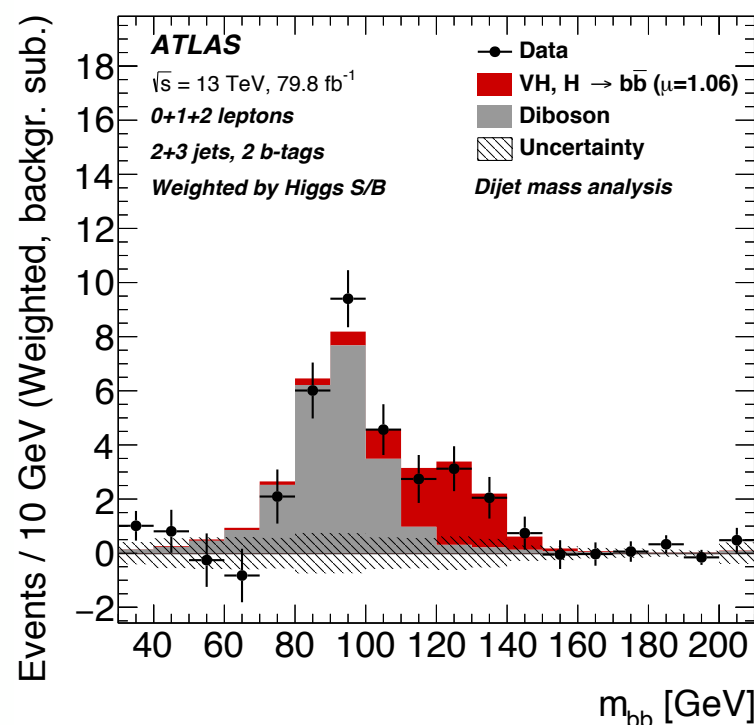 ATLAS
√s = 13 TeV, 79.8 fb⁻¹
0+1+2 leptons
2+3 jets, 2 b-tags
Weighted by Higgs S/B
Data
VH, H → bb̅ (μ=1.06)
Diboson
Uncertainty
Dijet mass analysis
Events / 10 GeV (Weighted, backgr. sub.)
18
16
14
12
10
8
6
4
2
0
−2
40 60 80 100 120 140 160 180 200
m_bb [GeV]